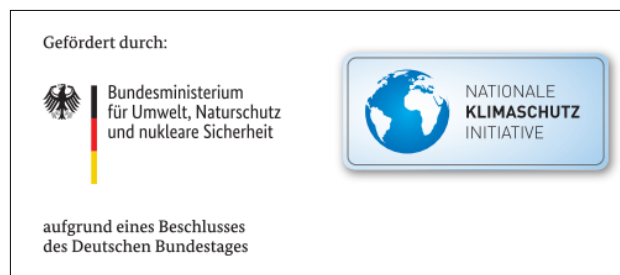 Gefördert durch:
Bundesministerium
für Umwelt, Naturschutz
und nukleare Sicherheit
NATIONALE
KLIMASCHUTZ
INITIATIVE
aufgrund eines Beschlusses
des Deutschen Bundestages